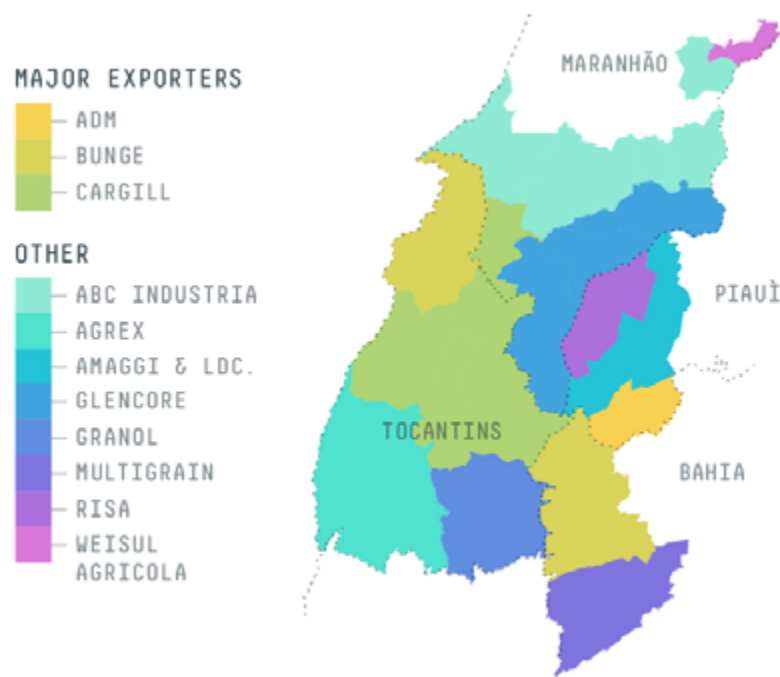 MAJOR EXPORTERS
ADM
BUNGE
CARGILL
OTHER
ABC INDUSTRIA
AGREX
AMAGGI & LDC.
GLENCORE
GRANOL
MULTIGRAIN
RISA
WEISUL
AGRICOLA
MARANHÃO
PIAUÌ
TOCANTINS
BAHIA